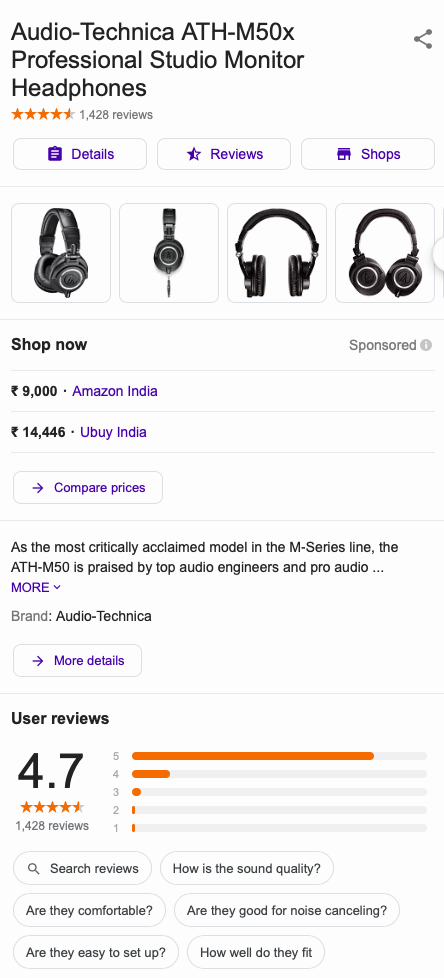 Audio-Technica ATH-M50x
Professional Studio Monitor
Headphones
1,428 reviews
Details
Reviews
Shops
Shop now
Sponsored
₹ 9,000 · Amazon India
₹ 14,446 · Ubuy India
Compare prices
As the most critically acclaimed model in the M-Series line, the
ATH-M50 is praised by top audio engineers and pro audio ...
MORE
Brand: Audio-Technica
More details
User reviews
4.7
1,428 reviews
5
4
3
2
1
Search reviews
How is the sound quality?
Are they comfortable?
Are they good for noise canceling?
Are they easy to set up?
How well do they fit